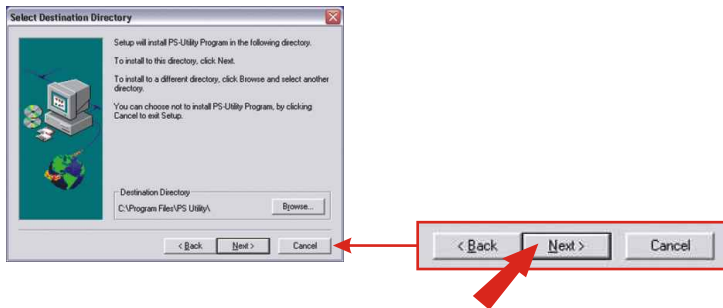 Select Destination Directory
Setup will install PS-Utility Program in the following directory.
To install to this directory, click Next.
To install to a different directory, click Browse and select another
directory.
You can choose not to install PS-Utility Program, by clicking
Cancel to exit Setup.
Destination Directory
C:\Program Files\PS Utility\
Browse...
< Back Next > Cancel
< Back Next > Cancel